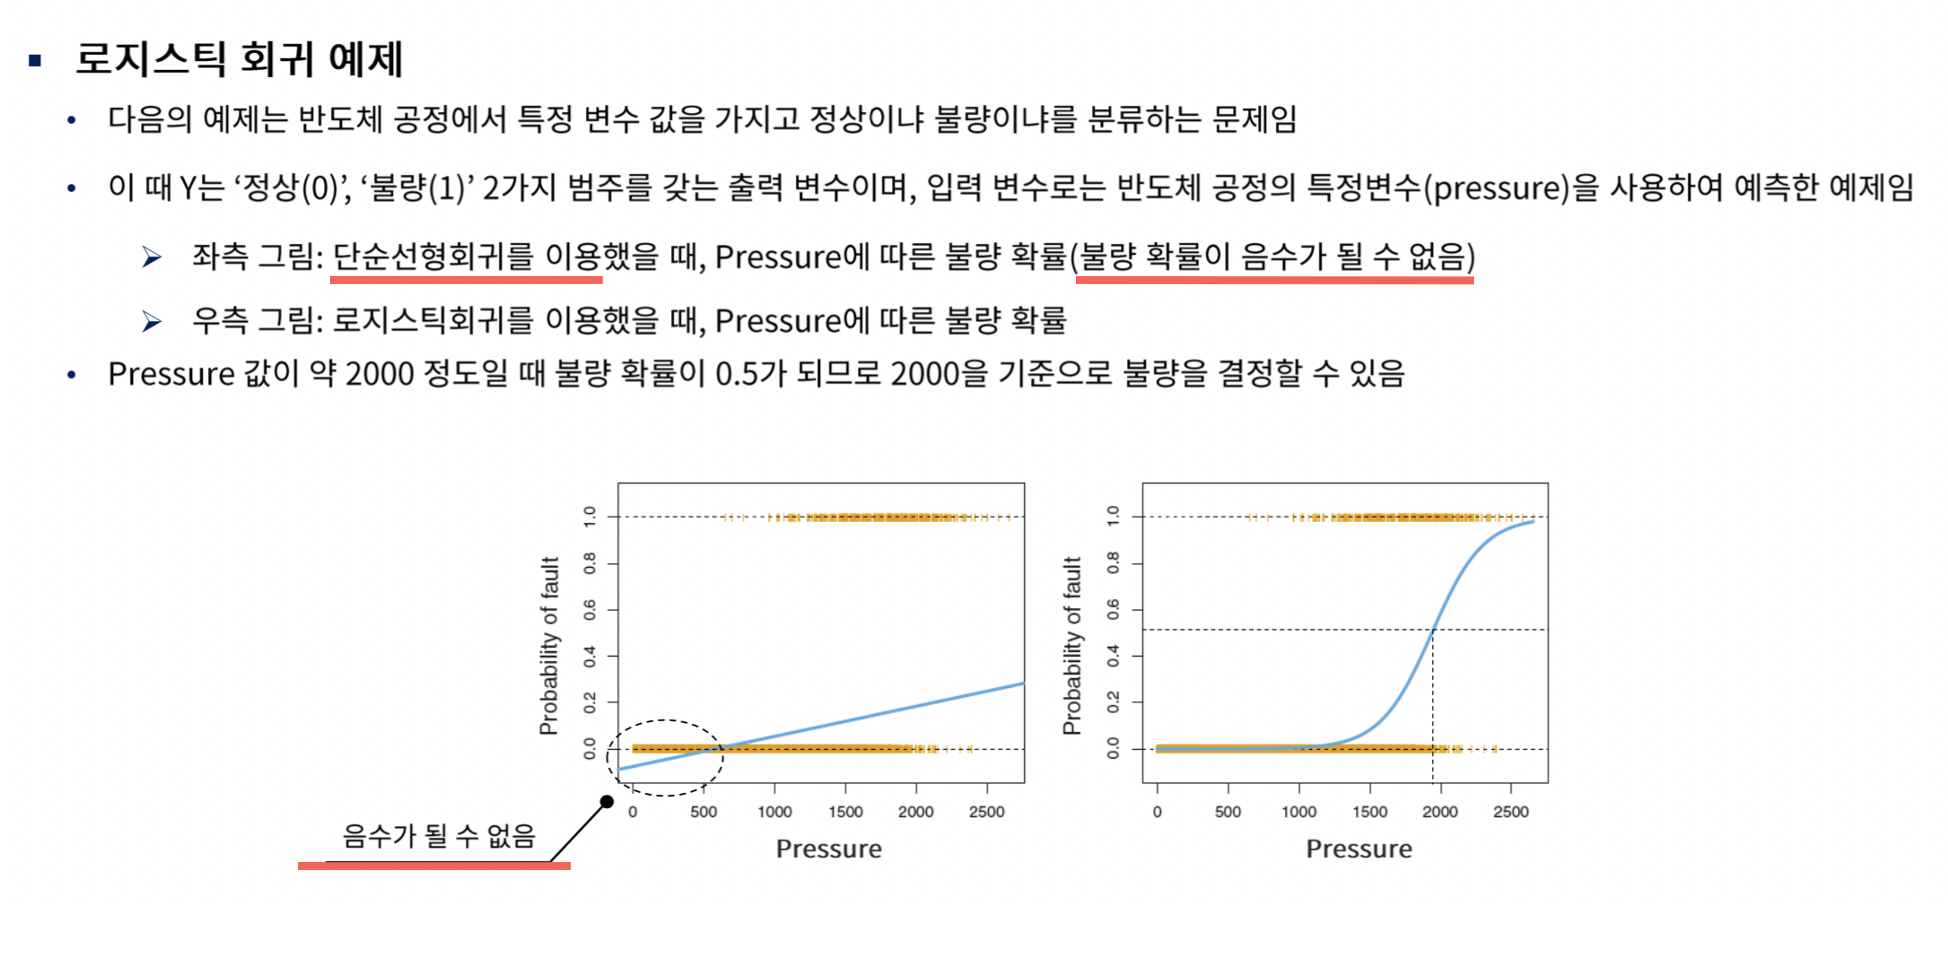 로지스틱 회귀 예제
다음의 예제는 반도체 공정에서 특정 변수 값을 가지고 정상이냐 불량이냐를 분류하는 문제임
이 때 Y는 ‘정상(0)’, ‘불량(1)’ 2가지 범주를 갖는 출력 변수이며, 입력 변수로는 반도체 공정의 특정변수(pressure)을 사용하여 예측한 예제임
좌측 그림: 단순선형회귀를 이용했을 때, Pressure에 따른 불량 확률(불량 확률이 음수가 될 수 없음)
우측 그림: 로지스틱회귀를 이용했을 때, Pressure에 따른 불량 확률
Pressure 값이 약 2000 정도일 때 불량 확률이 0.5가 되므로 2000을 기준으로 불량을 결정할 수 있음
Probability of fault
1.0
0.8
0.6
0.4
0.2
0.0
0 500 1000 1500 2000 2500
Pressure
음수가 될 수 없음
Probability of fault
1.0
0.8
0.6
0.4
0.2
0.0
0 500 1000 1500 2000 2500
Pressure